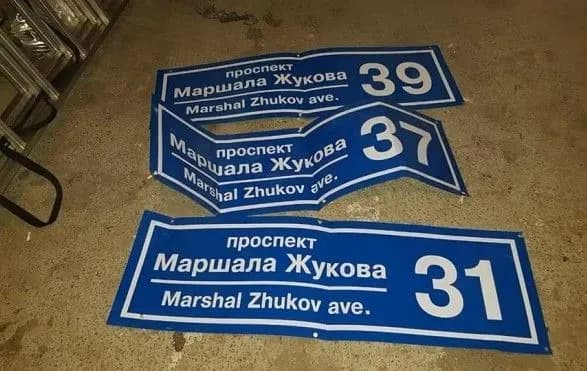 проспект
Маршала Жукова 39
Marshal Zhukov ave.
проспект
Маршала Жукова 37
Marshal Zhukov ave.
проспект
Маршала Жукова 31
Marshal Zhukov ave.